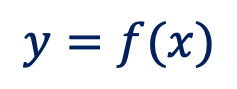 y = f(x)